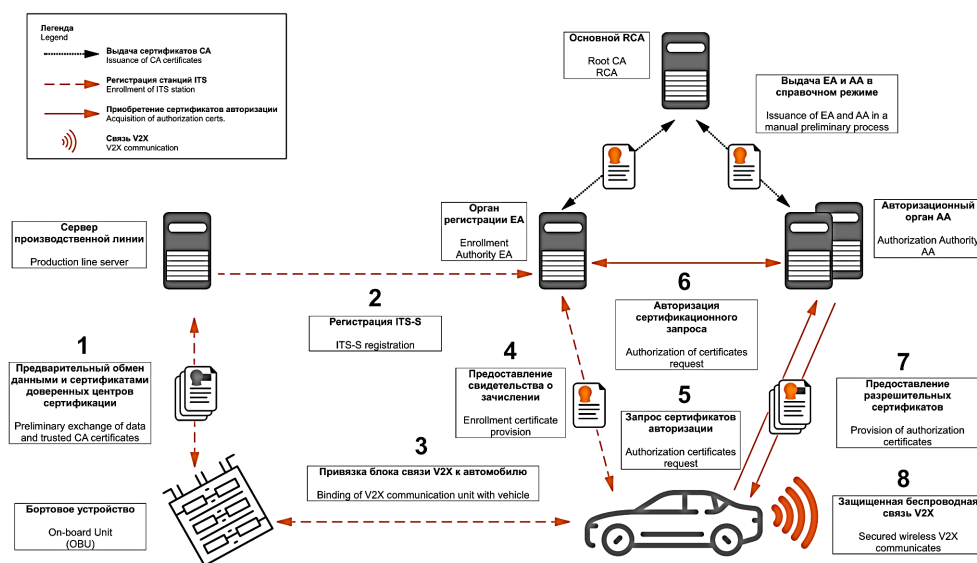 Легенда
Legend
Выдача сертификатов CA
Issuance of CA certificates
Регистрация станций ITS
Enrollment of ITS station
Приобретение сертификатов авторизации
Acquisition of authorization certs.
Связь V2X
V2X communication
Основной RCA
Root CA
RCA
Выдача EA и AA в
справочном режиме
Issuance of EA and AA in a
manual preliminary process
Сервер
производственной линии
Production line server
Орган
регистрации EA
Enrollment
Authority EA
Авторизационный
орган AA
Authorization Authority
AA
2
Регистрация ITS-S
ITS-S registration
6
Авторизация
сертификационного
запроса
Authorization of certificates
request
1
Предварительный обмен
данными и сертификатами
доверенных центров
сертификации
Preliminary exchange of data
and trusted CA certificates
4
Предоставление
свидетельства о
зачислении
Enrollment certificate
provision
5
Запрос сертификатов
авторизации
Authorization certificates
request
7
Предоставление
разрешительных
сертификатов
Provision of authorization
certificates
3
Привязка блока связи V2X к автомобилю
Binding of V2X communication unit with vehicle
Бортовое устройство
On-board Unit
(OBU)
8
Защищенная беспроводная
связь V2X
Secured wireless V2X
communicates